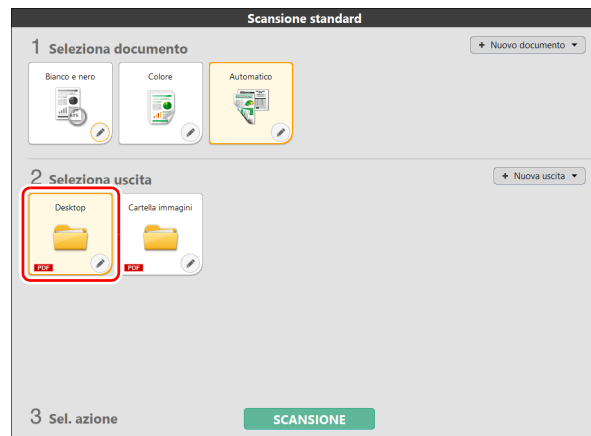 Scansione standard
1 Seleziona documento
+ Nuovo documento
Bianco e nero
Colore
Automatico
2 Seleziona uscita
+ Nuova uscita
Desktop
Cartella immagini
PDF
PDF
3 Sel. azione
SCANSIONE